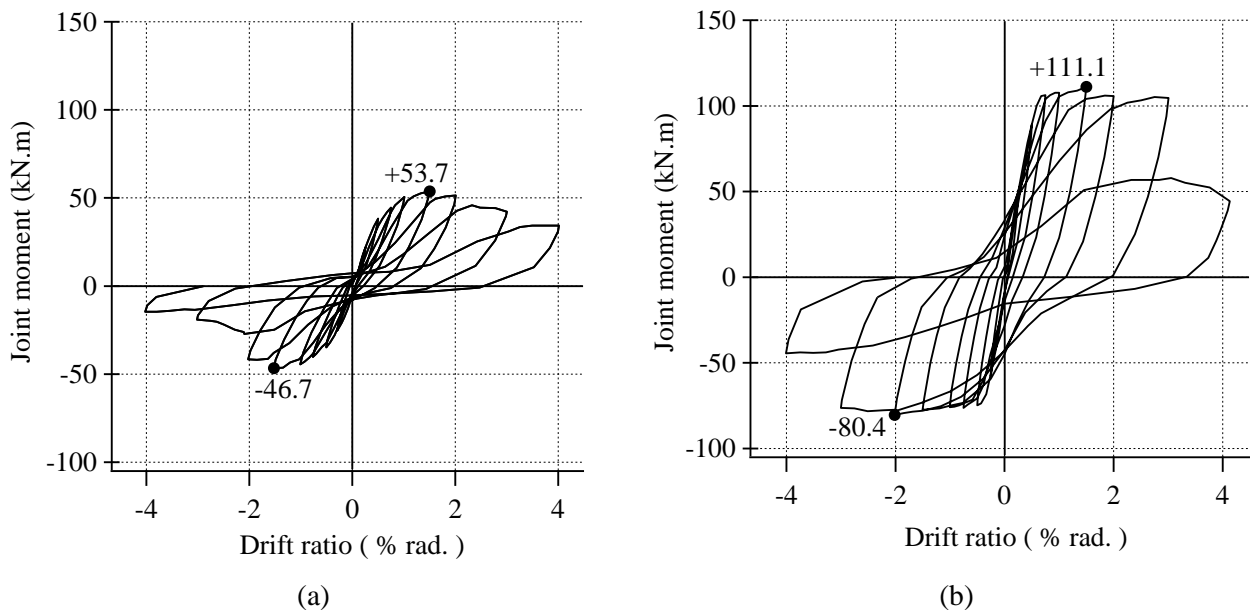 150
100
50
0
-50
-100
Joint moment (kN.m)
+53.7
-46.7
-4 -2 0 2 4
Drift ratio ( % rad. )
(a)
150
100
50
0
-50
-100
Joint moment (kN.m)
+111.1
-80.4
-4 -2 0 2 4
Drift ratio ( % rad. )
(b)